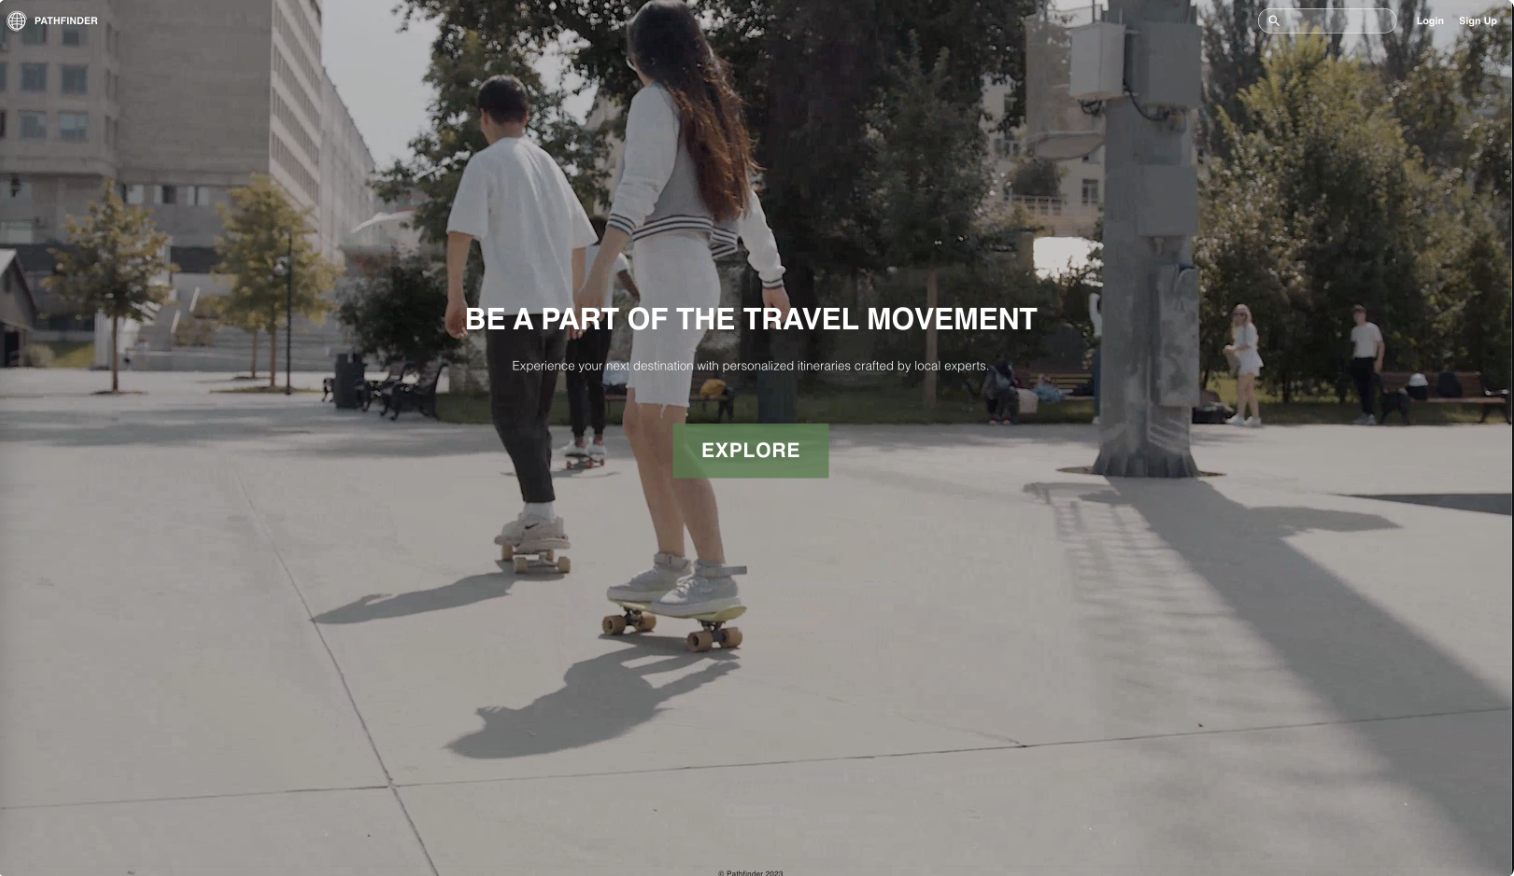 PATHFINDER
Login Sign Up
BE A PART OF THE TRAVEL MOVEMENT
Experience your next destination with personalized itineraries crafted by local experts.
EXPLORE
© Pathfinder 2023